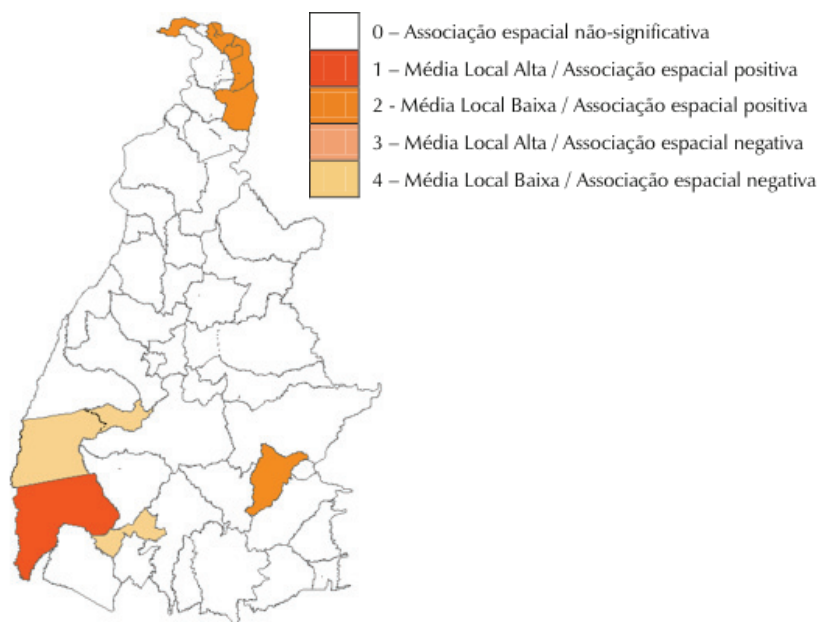 0 – Associação espacial não-significativa
1 – Média Local Alta / Associação espacial positiva
2 - Média Local Baixa / Associação espacial positiva
3 – Média Local Alta / Associação espacial negativa
4 – Média Local Baixa / Associação espacial negativa